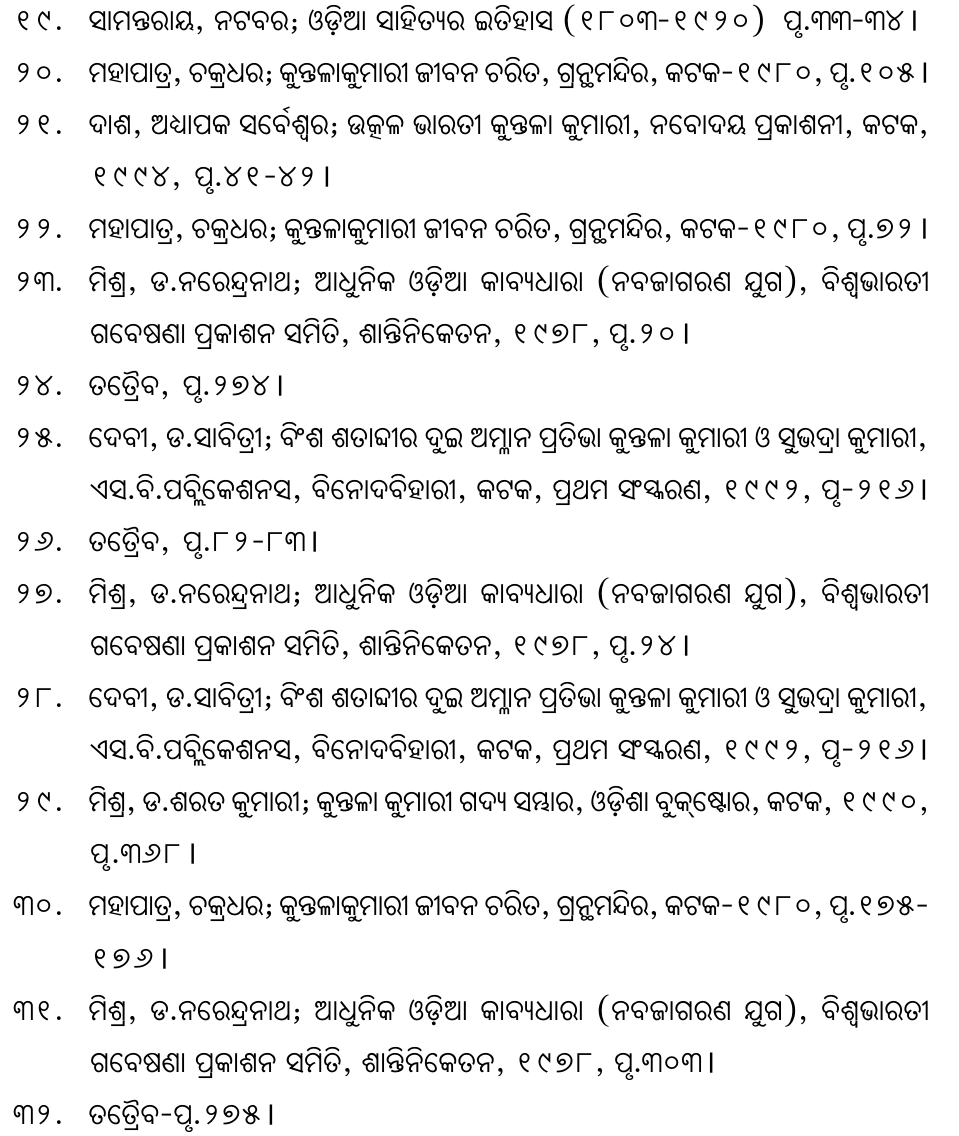 ୧୯. ସାମନ୍ତରାୟ, ନଟବର; ଓଡ଼ିଆ ସାହିତ୍ୟର ଇତିହାସ (୧୮୦୩-୧୯୨୦) ପୃ.୩୩-୩୪।
୨୦. ମହାପାତ୍ର, ଚକ୍ରଧର; କୁନ୍ତଳାକୁମାରୀ ଜୀବନ ଚରିତ, ଗ୍ରନ୍ଥମନ୍ଦିର, କଟକ-୧୯୮୦, ପୃ.୧୦୫।
୨୧. ଦାଶ, ଅଧ୍ୟାପକ ସର୍ବେଶ୍ୱର; ଉତ୍କଳ ଭାରତୀ କୁନ୍ତଳା କୁମାରୀ, ନବୋଦୟ ପ୍ରକାଶନୀ, କଟକ,
୧୯୯୪, ପୃ.୪୧-୪୨।
୨୨. ମହାପାତ୍ର, ଚକ୍ରଧର; କୁନ୍ତଳାକୁମାରୀ ଜୀବନ ଚରିତ, ଗ୍ରନ୍ଥମନ୍ଦିର, କଟକ-୧୯୮୦, ପୃ.୭୨।
୨୩. ମିଶ୍ର, ଡ.ନରେନ୍ଦ୍ରନାଥ; ଆଧୁନିକ ଓଡ଼ିଆ କାବ୍ୟଧାରା (ନବଜାଗରଣ ଯୁଗ), ବିଶ୍ୱଭାରତୀ
ଗବେଷଣା ପ୍ରକାଶନ ସମିତି, ଶାନ୍ତିନିକେତନ, ୧୯୭୮, ପୃ.୨୦।
୨୪. ତତ୍ରୈବ, ପୃ.୨୭୪।
୨୫. ଦେବୀ, ଡ.ସାବିତ୍ରୀ; ବିଂଶ ଶତାବ୍ଦୀର ଦୁଇ ଅମ୍ଳାନ ପ୍ରତିଭା କୁନ୍ତଳା କୁମାରୀ ଓ ସୁଭଦ୍ରା କୁମାରୀ,
ଏସ.ବି.ପବ୍ଲିକେଶନସ, ବିନୋଦବିହାରୀ, କଟକ, ପ୍ରଥମ ସଂସ୍କରଣ, ୧୯୯୨, ପୃ-୨୧୬।
୨୬. ତତ୍ରୈବ, ପୃ.୮୨-୮୩।
୨୭. ମିଶ୍ର, ଡ.ନରେନ୍ଦ୍ରନାଥ; ଆଧୁନିକ ଓଡ଼ିଆ କାବ୍ୟଧାରା (ନବଜାଗରଣ ଯୁଗ), ବିଶ୍ୱଭାରତୀ
ଗବେଷଣା ପ୍ରକାଶନ ସମିତି, ଶାନ୍ତିନିକେତନ, ୧୯୭୮, ପୃ.୨୪।
୨୮. ଦେବୀ, ଡ.ସାବିତ୍ରୀ; ବିଂଶ ଶତାବ୍ଦୀର ଦୁଇ ଅମ୍ଳାନ ପ୍ରତିଭା କୁନ୍ତଳା କୁମାରୀ ଓ ସୁଭଦ୍ରା କୁମାରୀ,
ଏସ.ବି.ପବ୍ଲିକେଶନସ, ବିନୋଦବିହାରୀ, କଟକ, ପ୍ରଥମ ସଂସ୍କରଣ, ୧୯୯୨, ପୃ-୨୧୬।
୨୯. ମିଶ୍ର, ଡ.ଶରତ କୁମାରୀ; କୁନ୍ତଳା କୁମାରୀ ଗଦ୍ୟ ସମ୍ଭାର, ଓଡ଼ିଶା ବୁକ୍‌ଷ୍ଟୋର, କଟକ, ୧୯୯୦,
ପୃ.୩୬୮।
୩୦. ମହାପାତ୍ର, ଚକ୍ରଧର; କୁନ୍ତଳାକୁମାରୀ ଜୀବନ ଚରିତ, ଗ୍ରନ୍ଥମନ୍ଦିର, କଟକ-୧୯୮୦, ପୃ.୧୭୫-
୧୭୬।
୩୧. ମିଶ୍ର, ଡ.ନରେନ୍ଦ୍ରନାଥ; ଆଧୁନିକ ଓଡ଼ିଆ କାବ୍ୟଧାରା (ନବଜାଗରଣ ଯୁଗ), ବିଶ୍ୱଭାରତୀ
ଗବେଷଣା ପ୍ରକାଶନ ସମିତି, ଶାନ୍ତିନିକେତନ, ୧୯୭୮, ପୃ.୩୦୩।
୩୨. ତତ୍ରୈବ-ପୃ.୨୭୫।